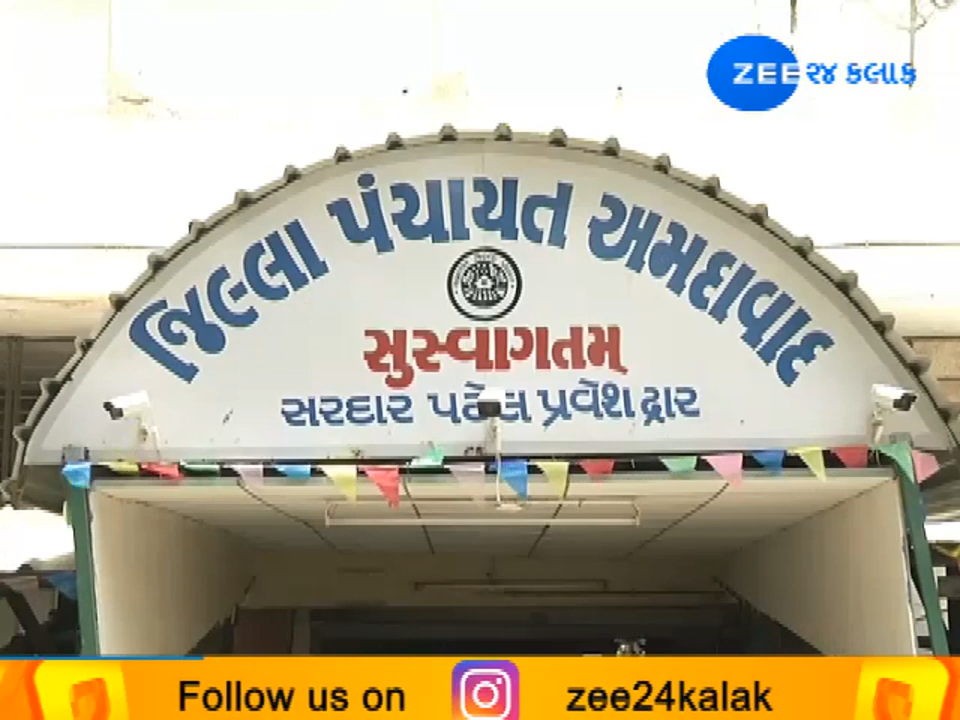 ZEE ૨૪ કલાક
જિલ્લા પંચાયત અમદાવાદ
સુસ્વાગતમ્
સરદાર પટેલ પ્રવેશ દ્વાર
Follow us on zee24kalak